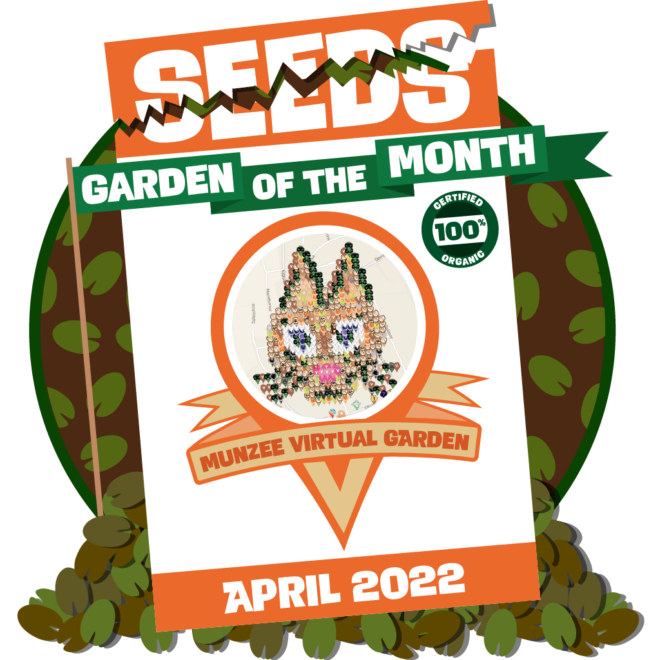 SEEDS
GARDEN OF THE MONTH
CERTIFIED
100%
ORGANIC
MUNZEE VIRTUAL GARDEN
APRIL 2022